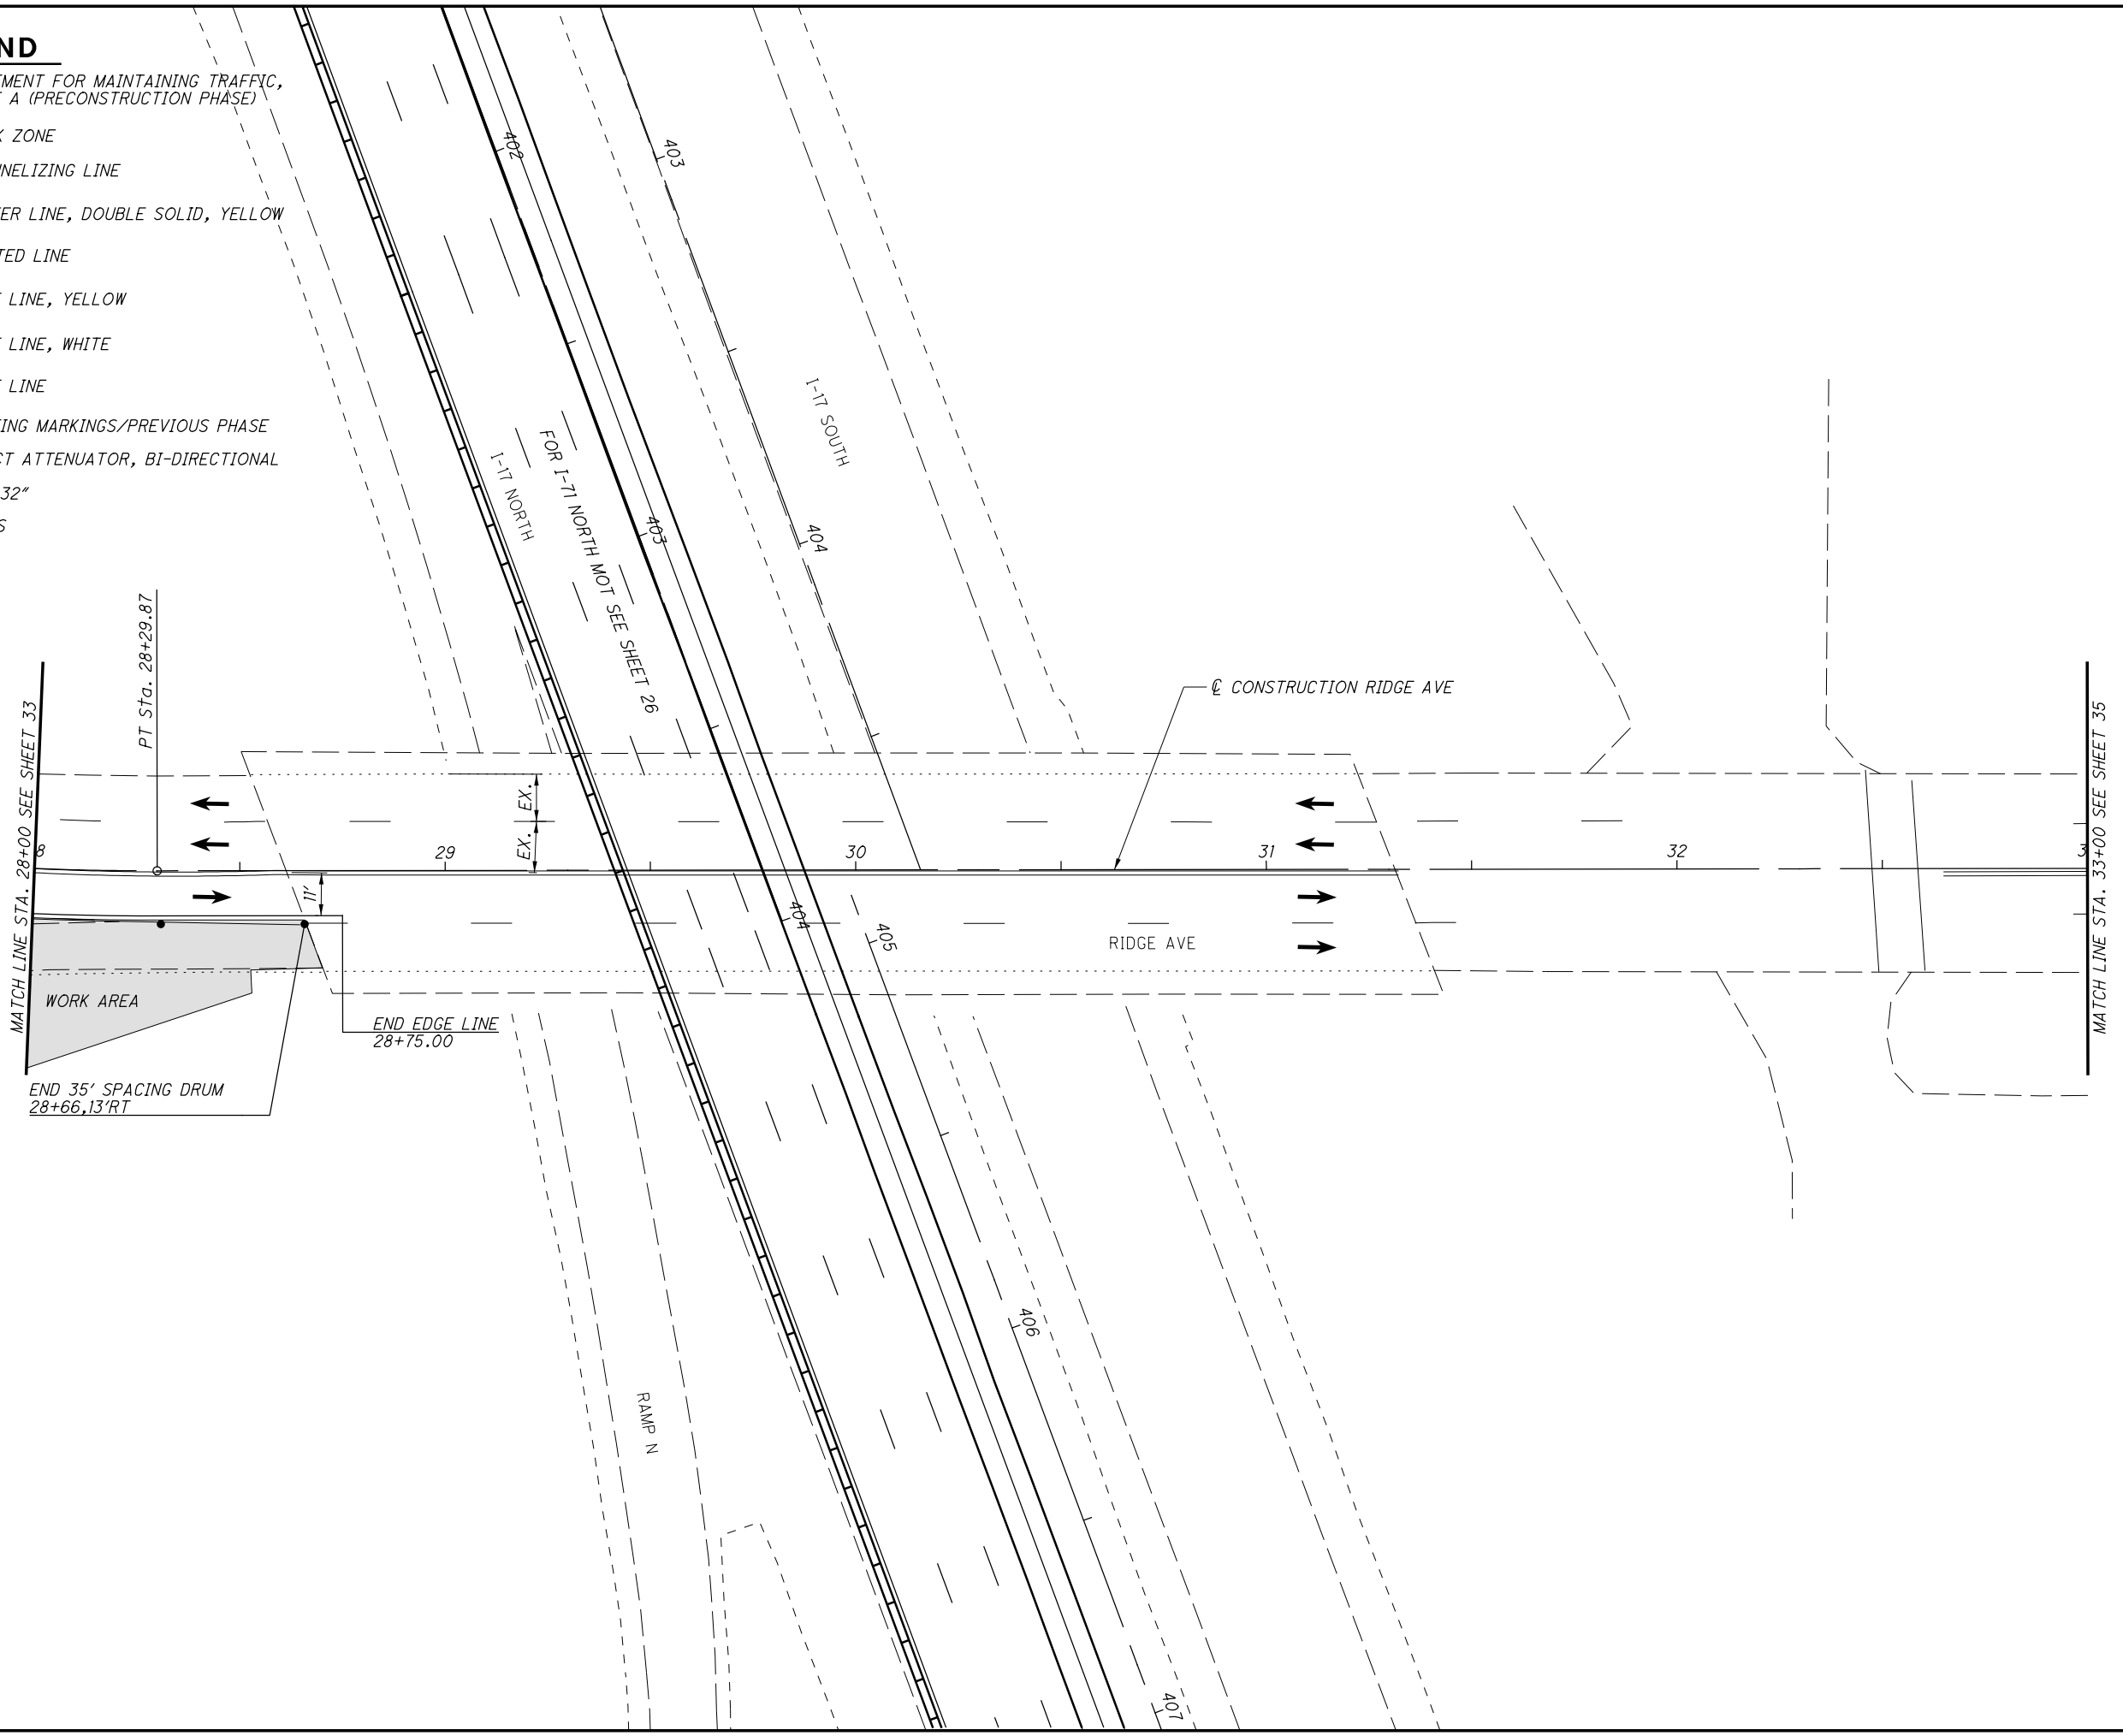 ND
MENT FOR MAINTAINING TRAFFIC,
A (PRECONSTRUCTION PHASE)
ZONE
NNELIZING LINE
ER LINE, DOUBLE SOLID, YELLOW
TED LINE
LINE, YELLOW
LINE, WHITE
LINE
ING MARKINGS/PREVIOUS PHASE
CT ATTENUATOR, BI-DIRECTIONAL
32"
S
402
403
I-17 SOUTH
I-17 NORTH
FOR I-71 NORTH MOT SEE SHEET 26
403
404
PT Sta. 28+29.87
MATCH LINE STA. 28+00 SEE SHEET 33
℄ CONSTRUCTION RIDGE AVE
MATCH LINE STA. 33+00 SEE SHEET 35
EX.
EX.
8
29
30
31
32
3
11'
404
405
RIDGE AVE
WORK AREA
END EDGE LINE
28+75.00
END 35' SPACING DRUM
28+66,13'RT
406
RAMP N
407